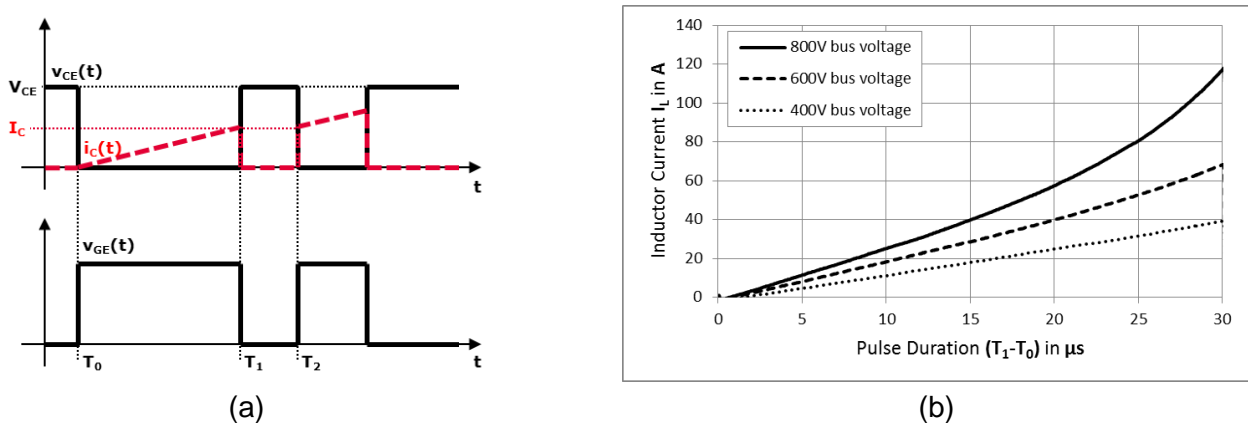 v_CE(t)
V_CE
I_C
i_C(t)
t
v_GE(t)
T_0
T_1
T_2
t
(a)
140
120
100
80
60
40
20
0
Inductor Current I_L in A
800V bus voltage
600V bus voltage
400V bus voltage
0 5 10 15 20 25 30
Pulse Duration (T_1-T_0) in µs
(b)